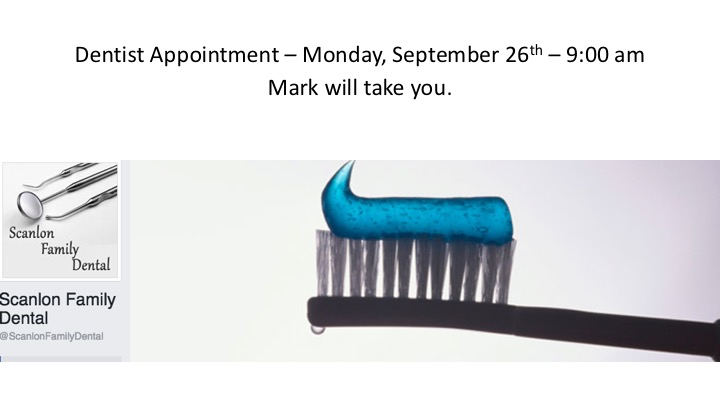 Dentist Appointment – Monday, September 26th – 9:00 am
Mark will take you.
Scanlon
Family
Dental
Scanlon Family
Dental
@ScanlonFamilyDental